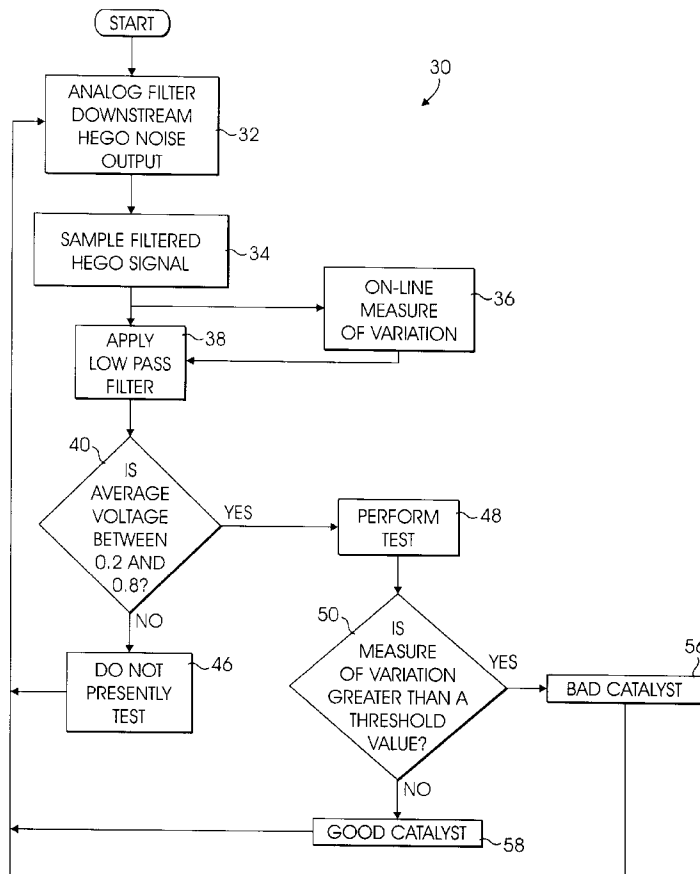 START
30
ANALOG FILTER
DOWNSTREAM
HEGO NOISE
OUTPUT
32
SAMPLE FILTERED
HEGO SIGNAL
34
ON-LINE
MEASURE
OF VARIATION
36
APPLY
LOW PASS
FILTER
38
40
IS
AVERAGE
VOLTAGE
BETWEEN
0.2 AND
0.8?
YES
NO
PERFORM
TEST
48
DO NOT
PRESENTLY
TEST
46
50
IS
MEASURE
OF VARIATION
GREATER THAN A
THRESHOLD
VALUE?
YES
NO
56
BAD CATALYST
GOOD CATALYST
58